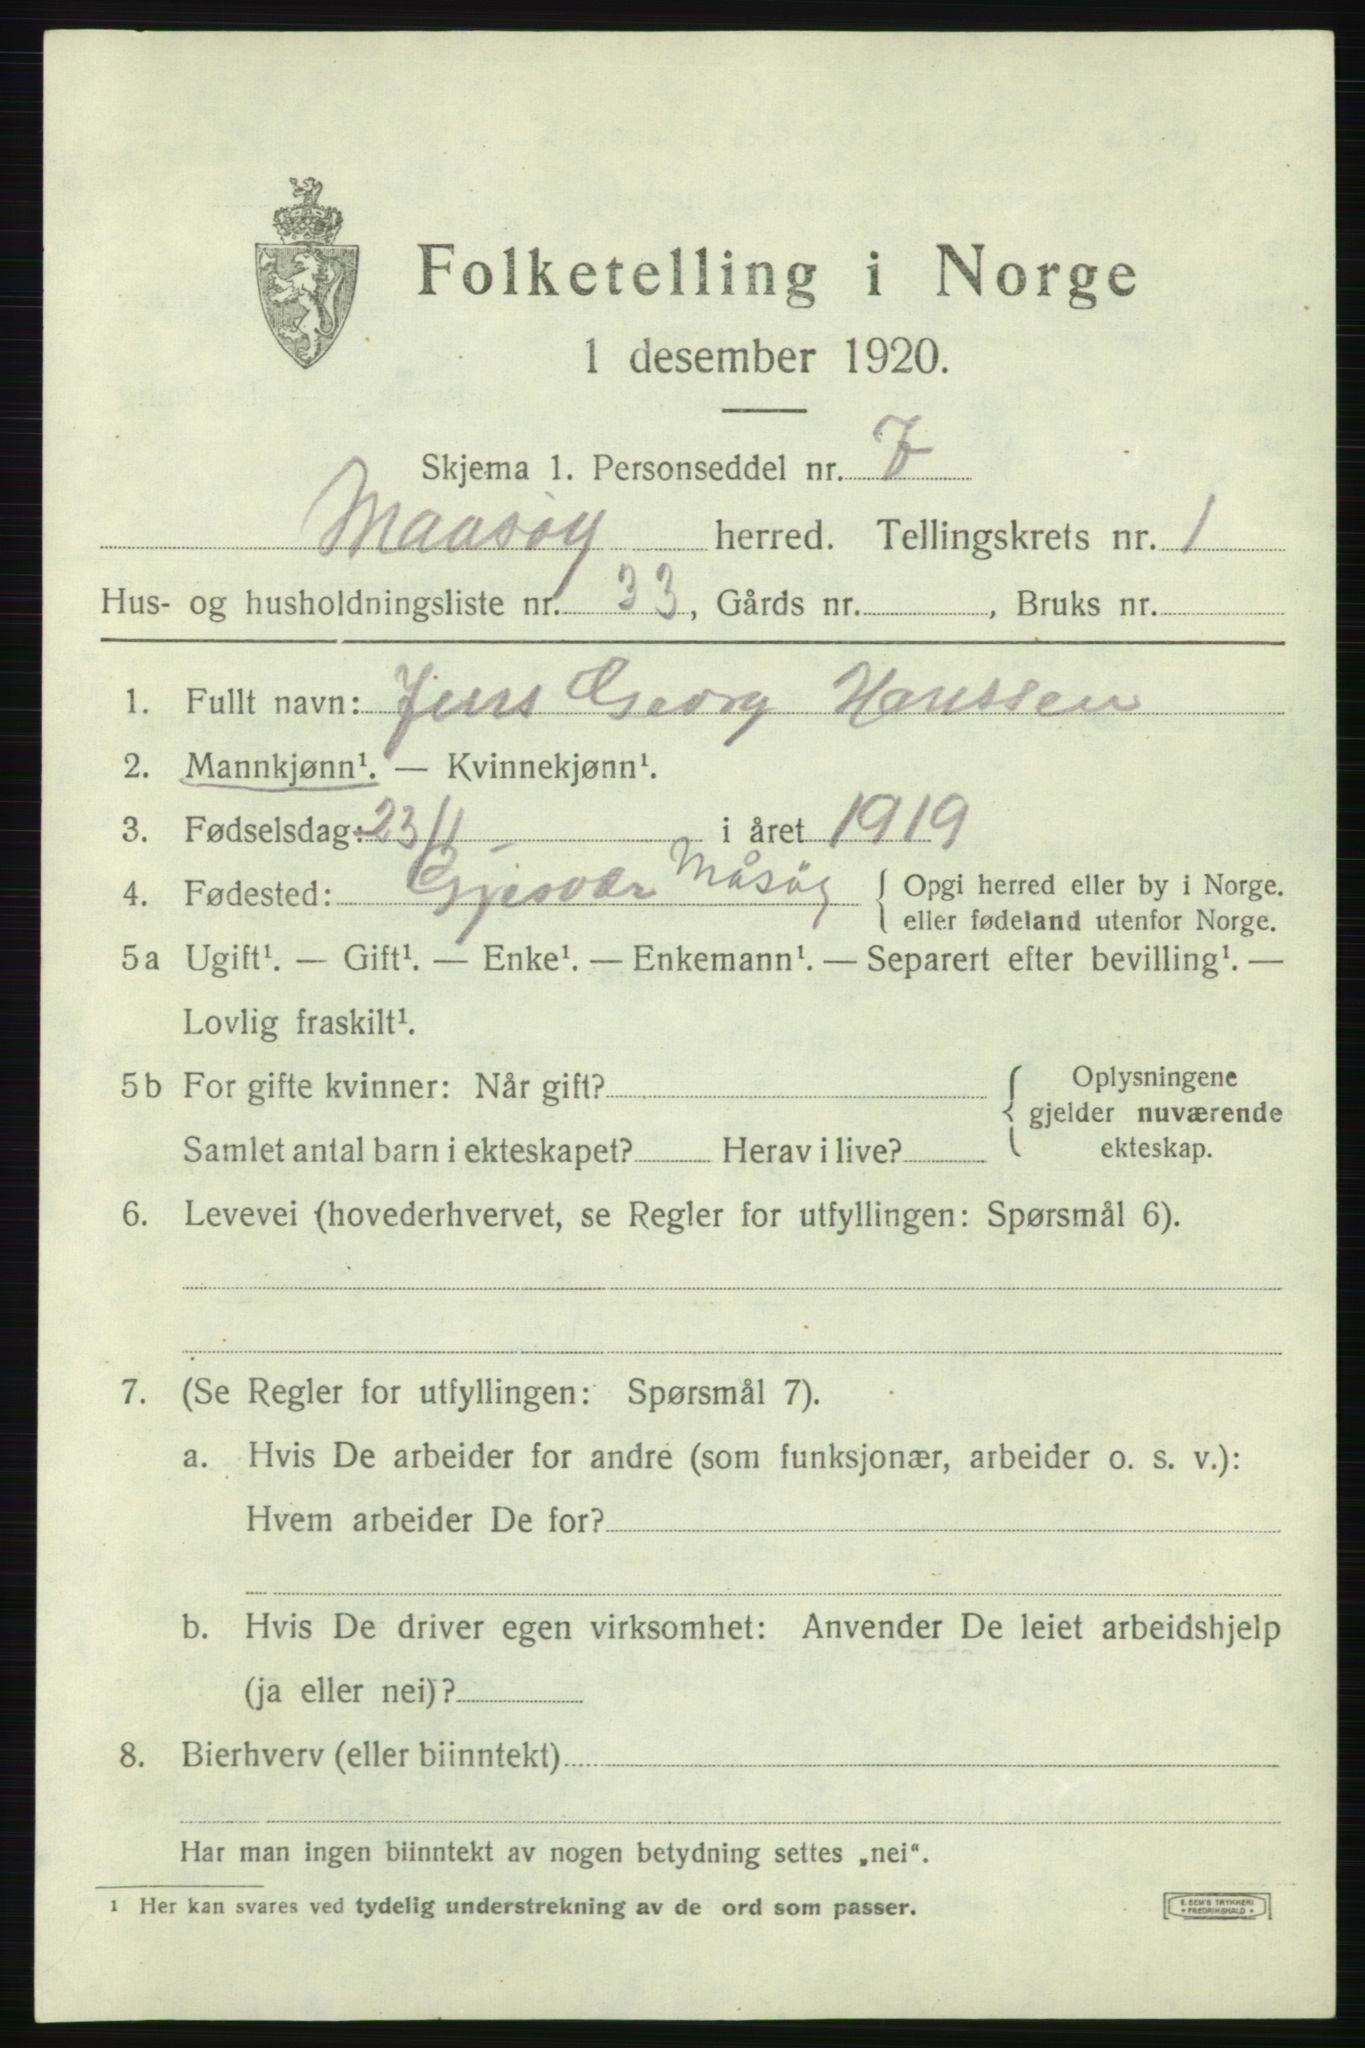 Folketelling i Norge
1 desember 1920.
Skjema 1. Personseddel nr. 7
Maasöy herred. Tellingskrets nr. 1
Hus- og husholdningsliste nr. 33, Gårds nr. , Bruks nr.
1. Fullt navn: Jens Georg Hanssen
2. Mannkjønn¹. — Kvinnekjønn¹.
3. Fødselsdag: 23/11 - i året 1919
4. Fødested: Gjesvær Måsöy { Opgi herred eller by i Norge.
eller fødeland utenfor Norge.
5a Ugift¹. — Gift¹. — Enke¹. — Enkemann¹. — Separert efter bevilling¹. —
Lovlig fraskilt¹.
5b For gifte kvinner: Når gift? { Oplysningene
gjelder nuværende
Samlet antal barn i ekteskapet? Herav i live? ekteskap.
6. Levevei (hovederhvervet, se Regler for utfyllingen: Spørsmål 6).
7. (Se Regler for utfyllingen: Spørsmål 7).
a. Hvis De arbeider for andre (som funksjonær, arbeider o. s. v.):
Hvem arbeider De for?
b. Hvis De driver egen virksomhet: Anvender De leiet arbeidshjelp
(ja eller nei)?
8. Bierhverv (eller biinntekt)
Har man ingen biinntekt av nogen betydning settes „nei“.
¹ Her kan svares ved tydelig understrekning av de ord som passer.
E. SEM'S TRYKKERI
* FREDRIKSHALD *